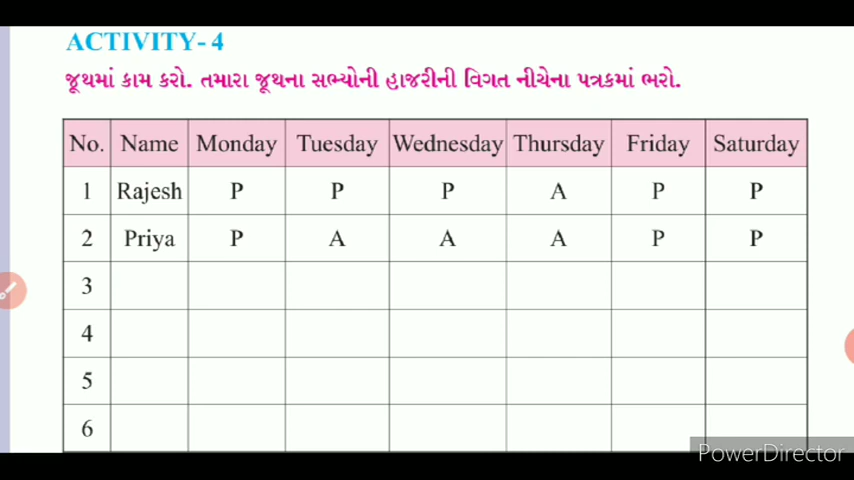 ACTIVITY- 4
જૂથમાં કામ કરો. તમારા જૂથના સભ્યોની હાજરીની વિગત નીચેના પત્રકમાં ભરો.
No. Name Monday Tuesday Wednesday Thursday Friday Saturday
1 Rajesh P P P A P P
2 Priya P A A A P P
3
4
5
6
PowerDirector